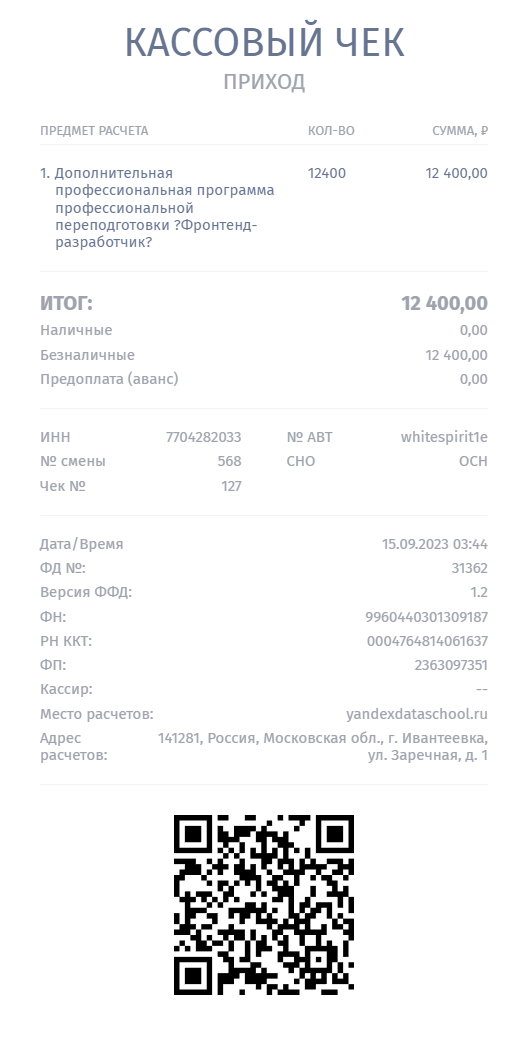 КАССОВЫЙ ЧЕК
ПРИХОД
ПРЕДМЕТ РАСЧЕТА КОЛ-ВО СУММА, ₽
1. Дополнительная 12400 12 400,00
профессиональная программа
профессиональной
переподготовки ?Фронтенд-
разработчик?
ИТОГ: 12 400,00
Наличные 0,00
Безналичные 12 400,00
Предоплата (аванс) 0,00
ИНН 7704282033 № АВТ whitespirit1e
№ смены 568 СНО ОСН
Чек № 127
Дата/Время 15.09.2023 03:44
ФД №: 31362
Версия ФФД: 1.2
ФН: 9960440301309187
РН ККТ: 0004764814061637
ФП: 2363097351
Кассир: --
Место расчетов: yandexdataschool.ru
Адрес 141281, Россия, Московская обл., г. Ивантеевка,
расчетов: ул. Заречная, д. 1